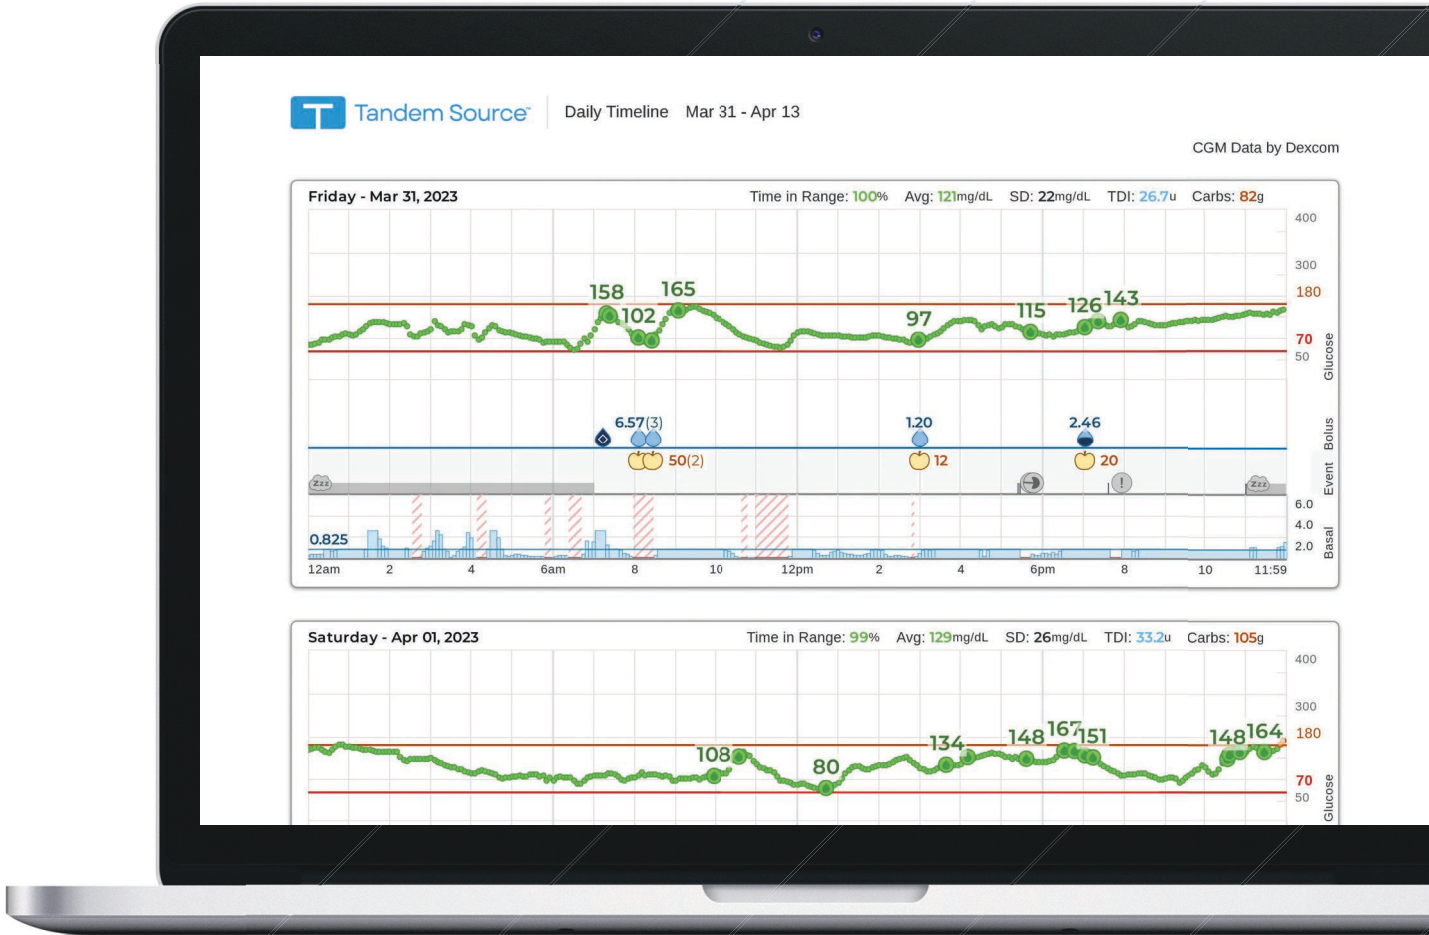 Tandem Source™ Daily Timeline Mar 31 - Apr 13
CGM Data by Dexcom
Friday - Mar 31, 2023 Time in Range: 100% Avg: 121mg/dL SD: 22mg/dL TDI: 26.7u Carbs: 82g
400
300
180
158 102 165 97 115 126 143
70
50
Glucose
6.57(3) 1.20 2.46
Bolus
50(2) 12 20
Event
Zzz ! Zzz
6.0
4.0
2.0
Basal
0.825
12am 2 4 6am 8 10 12pm 2 4 6pm 8 10 11:59
Saturday - Apr 01, 2023 Time in Range: 99% Avg: 129mg/dL SD: 26mg/dL TDI: 33.2u Carbs: 105g
400
300
180
108 80 134 148 167 151 148 164
70
50
Glucose